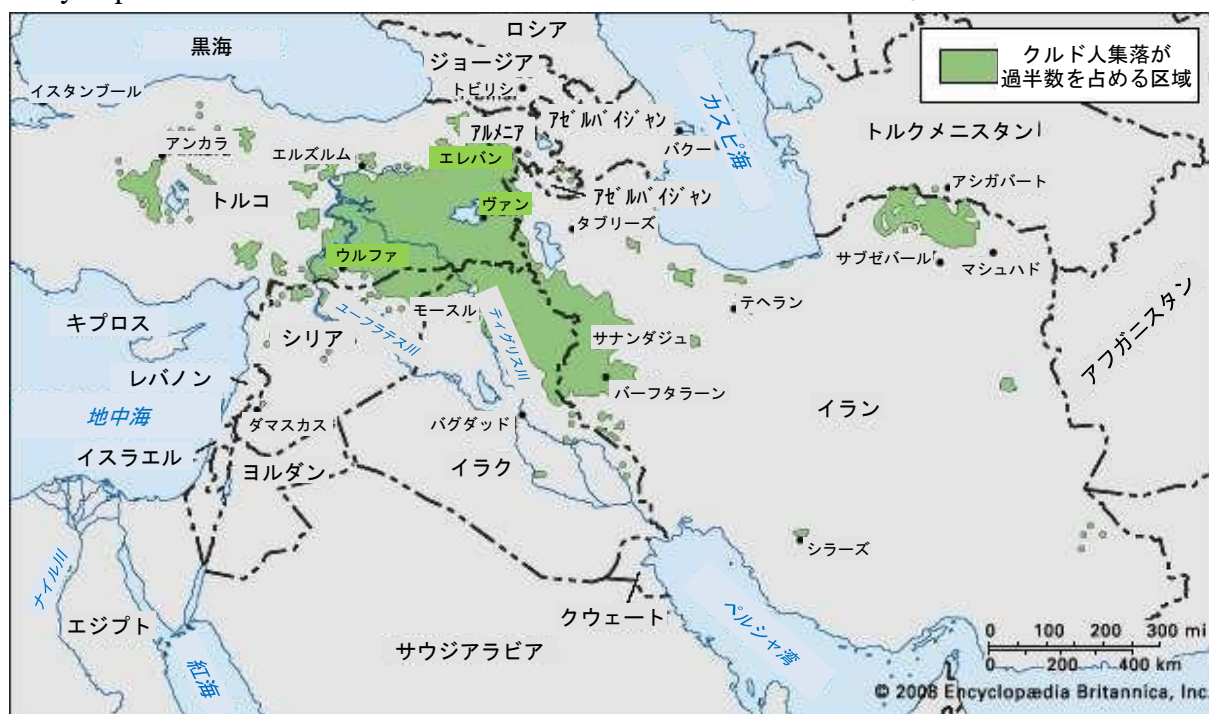 ロシア
黒海
ジョージア
トビリシ
クルド人集落が
過半数を占める区域
イスタンブール
カスピ海
アゼルバイジャン
アルメニア
バクー
トルクメニスタン
アンカラ
エルズルム
エレバン
アゼルバイジャン
アシガバート
トルコ
ヴァン
タブリーズ
ウルファ
サブゼバール
マシュハド
テヘラン
モースル
キプロス
シリア
ユーフラテス川
ティグリス川
サナンダジュ
アフガニスタン
レバノン
バーフタラーン
地中海
ダマスカス
バグダッド
イラン
イスラエル
ヨルダン
イラク
シラーズ
ナイル川
クウェート
エジプト
ペルシャ湾
サウジアラビア
紅海
0 100 200 300 mi
0 200 400 km
© 2008 Encyclopædia Britannica, Inc.